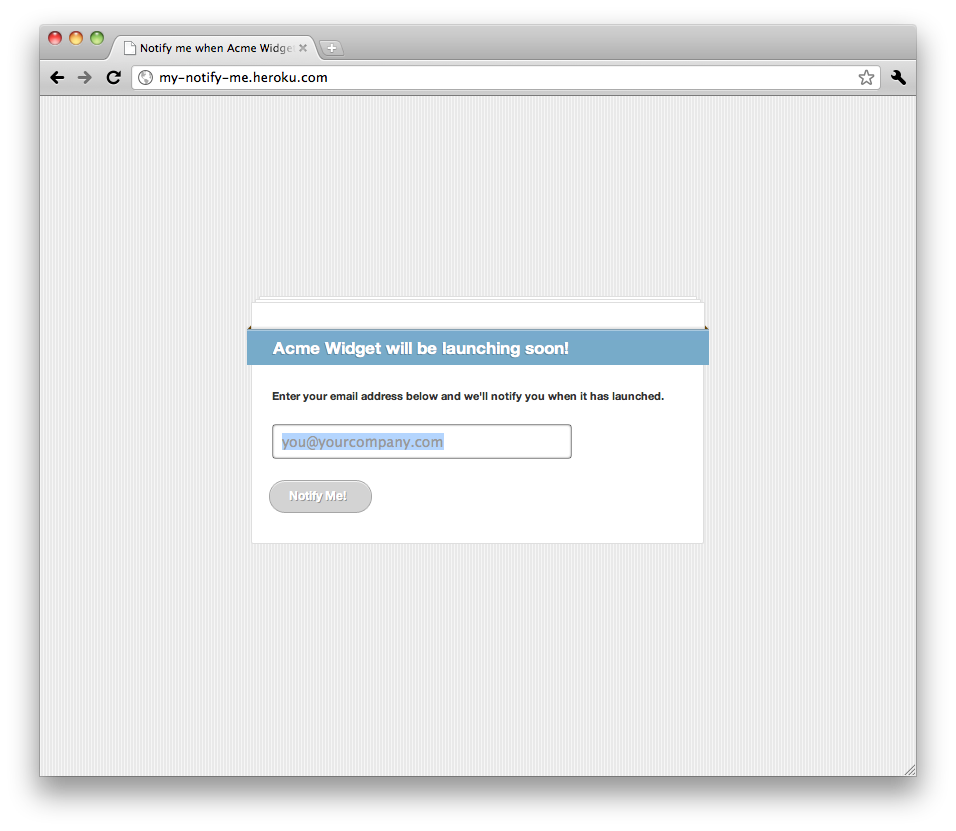 Notify me when Acme Widge
my-notify-me.heroku.com
Acme Widget will be launching soon!
Enter your email address below and we'll notify you when it has launched.
you@yourcompany.com
Notify Me!